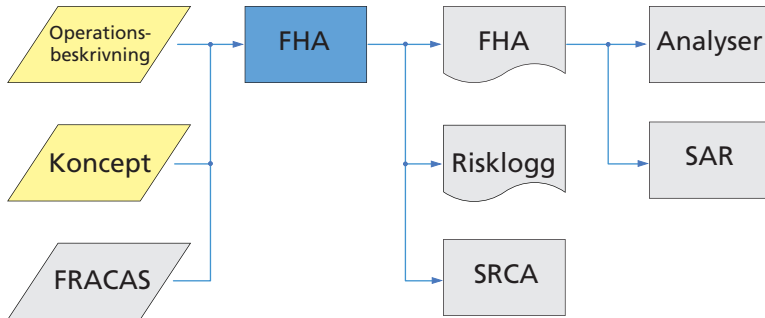 Operations-
beskrivning
FHA
FHA
Analyser
Koncept
Risklogg
SAR
FRACAS
SRCA